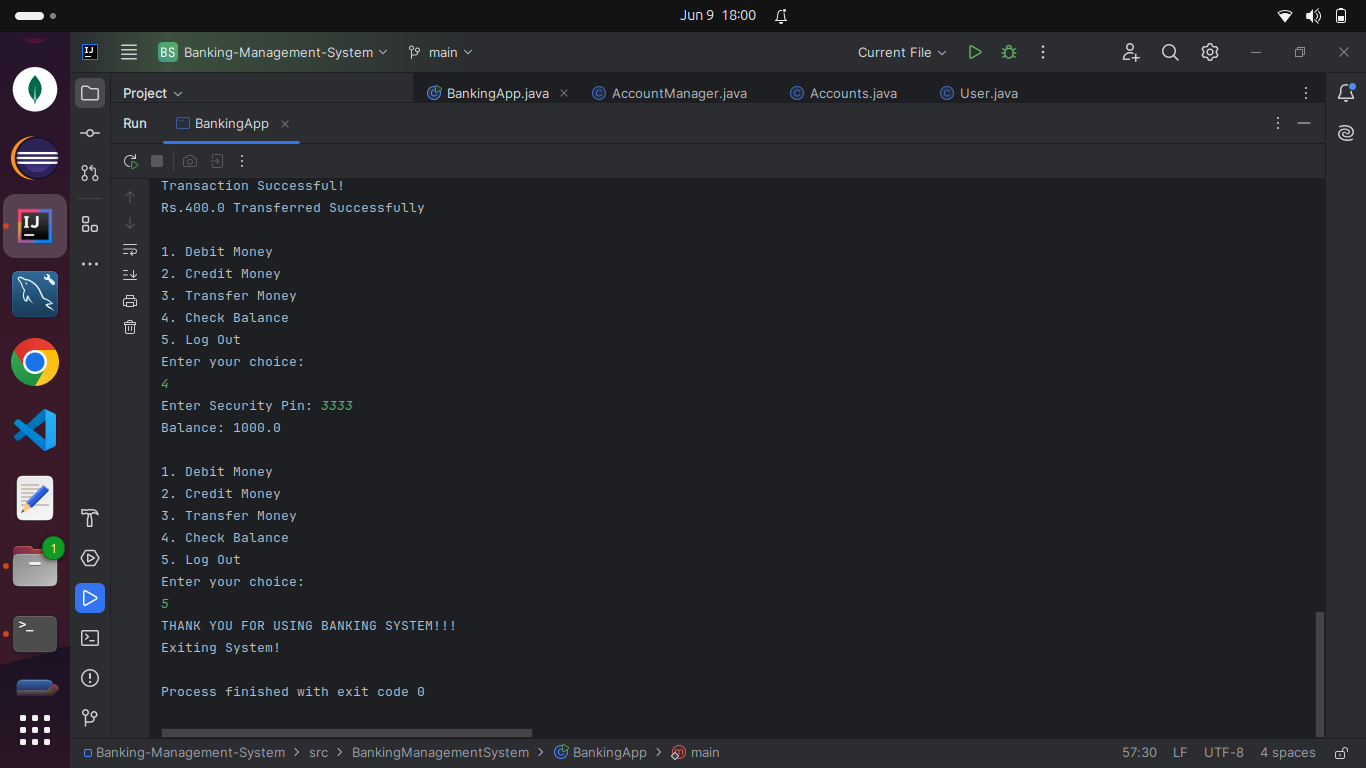 Jun 9 18:00
BS Banking-Management-System main Current File
Project BankingApp.java AccountManager.java Accounts.java User.java
Run BankingApp
Transaction Successful!
Rs.400.0 Transferred Successfully
1. Debit Money
2. Credit Money
3. Transfer Money
4. Check Balance
5. Log Out
Enter your choice:
4
Enter Security Pin: 3333
Balance: 1000.0
1. Debit Money
2. Credit Money
3. Transfer Money
4. Check Balance
5. Log Out
Enter your choice:
5
THANK YOU FOR USING BANKING SYSTEM!!!
Exiting System!
Process finished with exit code 0
IJ
IJ
1
>_
Banking-Management-System > src > BankingManagementSystem > BankingApp > main 57:30 LF UTF-8 4 spaces